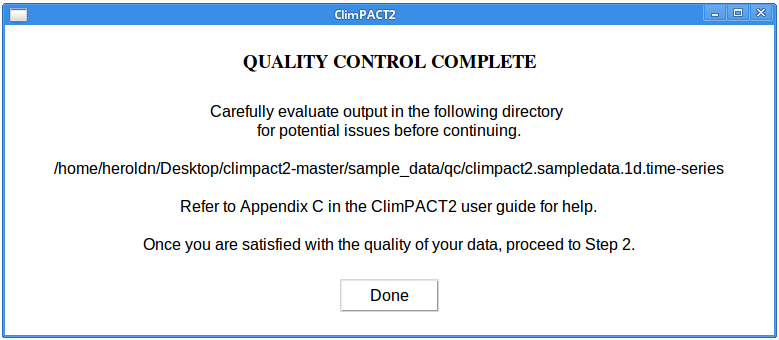 ClimPACT2
QUALITY CONTROL COMPLETE
Carefully evaluate output in the following directory
for potential issues before continuing.
/home/heroldn/Desktop/climpact2-master/sample_data/qc/climpact2.sampledata.1d.time-series
Refer to Appendix C in the ClimPACT2 user guide for help.
Once you are satisfied with the quality of your data, proceed to Step 2.
Done